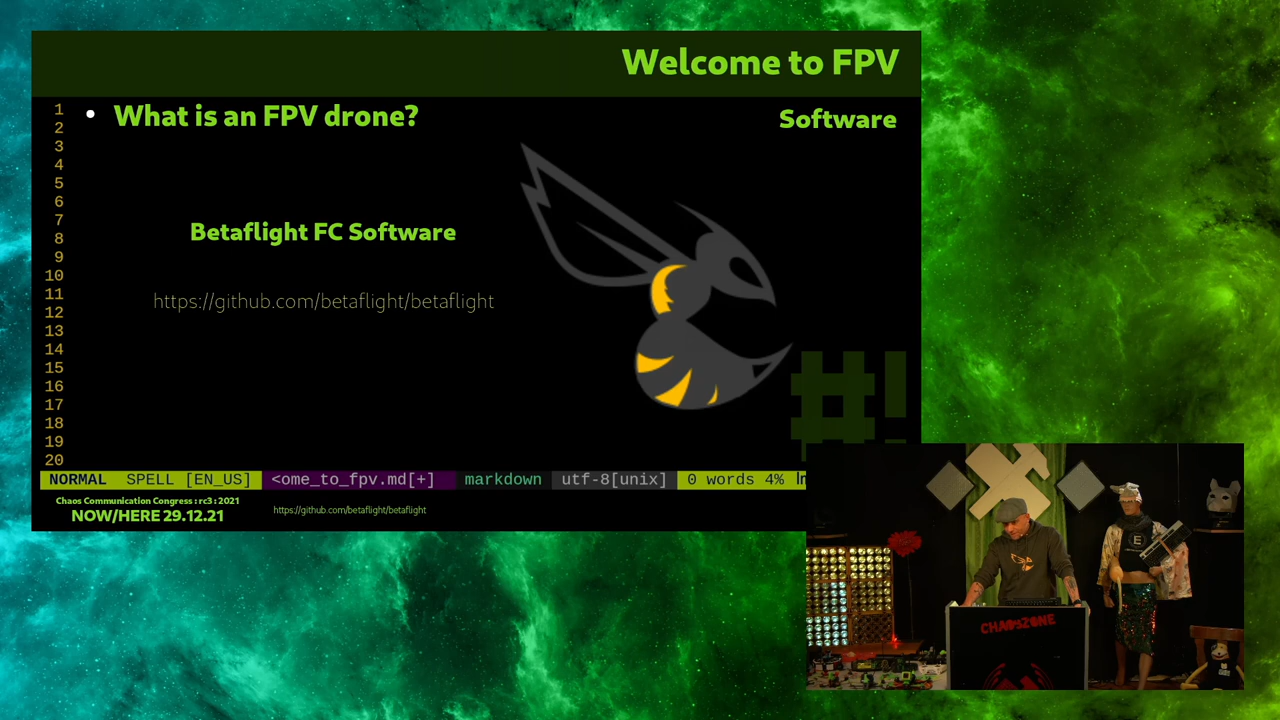 Welcome to FPV
1
• What is an FPV drone?
Software
2
3
4
5
6
7
Betaflight FC Software
8
9
10
11
https://github.com/betaflight/betaflight
12
13
14
15
16
#!
17
18
19
20
NORMAL SPELL [EN_US] <ome_to_fpv.md[+] markdown utf-8[unix] 0 words 4% ln
Chaos Communication Congress : rc3 : 2021
NOW/HERE 29.12.21
https://github.com/betaflight/betaflight
E
CHAOSZONE